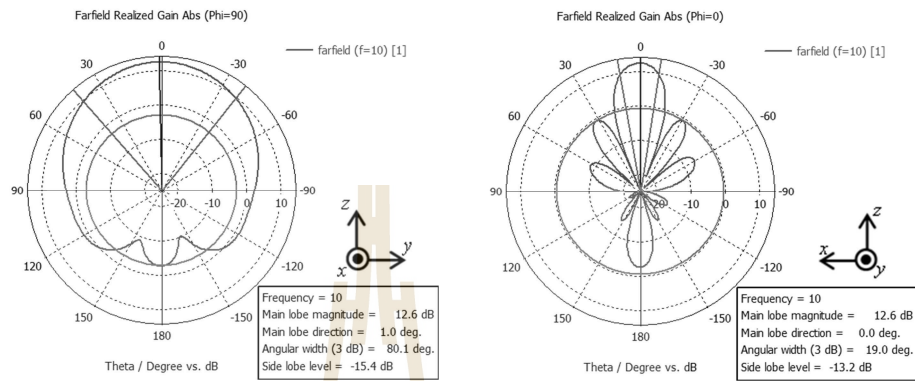 Farfield Realized Gain Abs (Phi=90)
farfield (f=10) [1]
0
30
-30
60
-60
90
-90
-20
-10
0
10
120
-120
150
-150
180
Theta / Degree vs. dB
z
y
x
Frequency = 10
Main lobe magnitude = 12.6 dB
Main lobe direction = 1.0 deg.
Angular width (3 dB) = 80.1 deg.
Side lobe level = -15.4 dB
Farfield Realized Gain Abs (Phi=0)
farfield (f=10) [1]
0
30
-30
60
-60
90
-90
-20
-10
0
10
120
-120
150
-150
180
Theta / Degree vs. dB
z
x
y
Frequency = 10
Main lobe magnitude = 12.6 dB
Main lobe direction = 0.0 deg.
Angular width (3 dB) = 19.0 deg.
Side lobe level = -13.2 dB